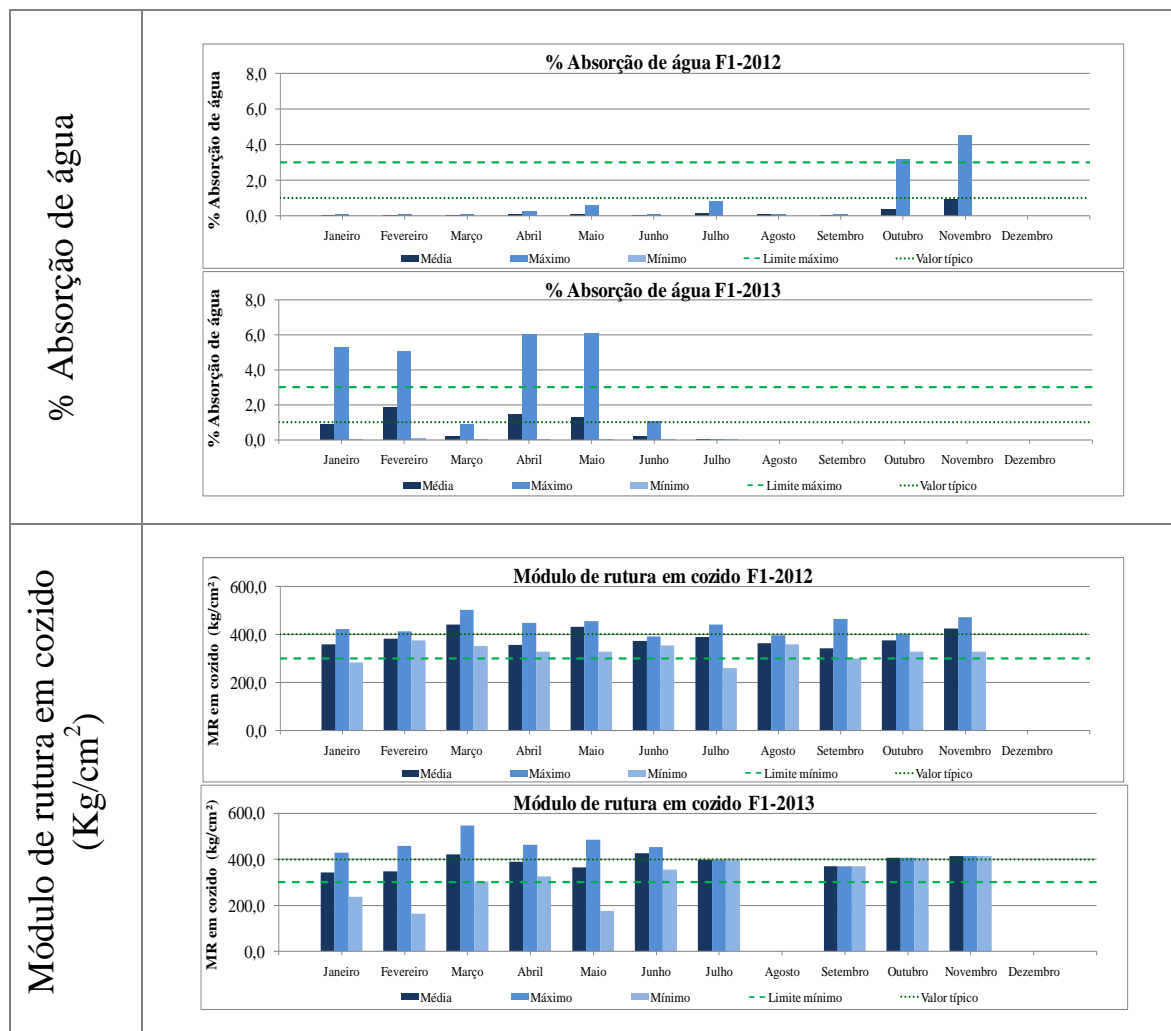 % Absorção de água
% Absorção de água F1-2012
% Absorção de água
8,0
6,0
4,0
2,0
0,0
Janeiro Fevereiro Março Abril Maio Junho Julho Agosto Setembro Outubro Novembro Dezembro
Média Máximo Mínimo Limite máximo Valor típico
% Absorção de água F1-2013
% Absorção de água
8,0
6,0
4,0
2,0
0,0
Janeiro Fevereiro Março Abril Maio Junho Julho Agosto Setembro Outubro Novembro Dezembro
Média Máximo Mínimo Limite máximo Valor típico
Módulo de rutura em cozido
(Kg/cm²)
Módulo de rutura em cozido F1-2012
MR em cozido (kg/cm²)
600,0
400,0
200,0
0,0
Janeiro Fevereiro Março Abril Maio Junho Julho Agosto Setembro Outubro Novembro Dezembro
Média Máximo Mínimo Limite mínimo Valor típico
Módulo de rutura em cozido F1-2013
MR em cozido (kg/cm²)
600,0
400,0
200,0
0,0
Janeiro Fevereiro Março Abril Maio Junho Julho Agosto Setembro Outubro Novembro Dezembro
Média Máximo Mínimo Limite mínimo Valor típico